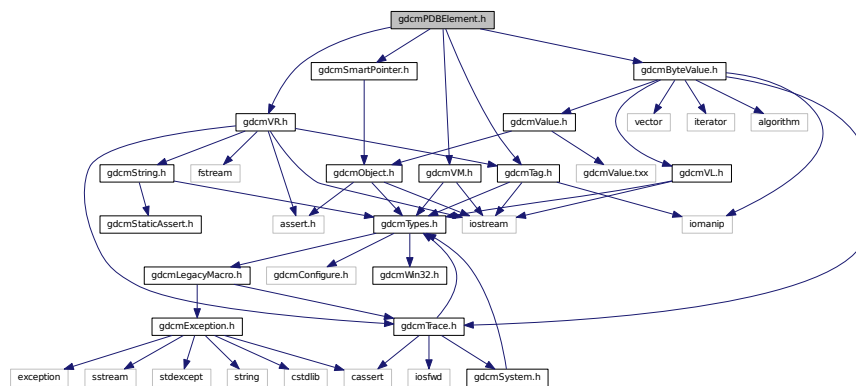 gdcmPDBElement.h
gdcmSmartPointer.h
gdcmByteValue.h
gdcmVR.h
gdcmValue.h
vector
iterator
algorithm
gdcmString.h
fstream
gdcmObject.h
gdcmVM.h
gdcmTag.h
gdcmValue.txx
gdcmVL.h
gdcmStaticAssert.h
assert.h
gdcmTypes.h
iostream
iomanip
gdcmLegacyMacro.h
gdcmConfigure.h
gdcmWin32.h
gdcmException.h
gdcmTrace.h
exception
sstream
stdexcept
string
cstdlib
cassert
iosfwd
gdcmSystem.h